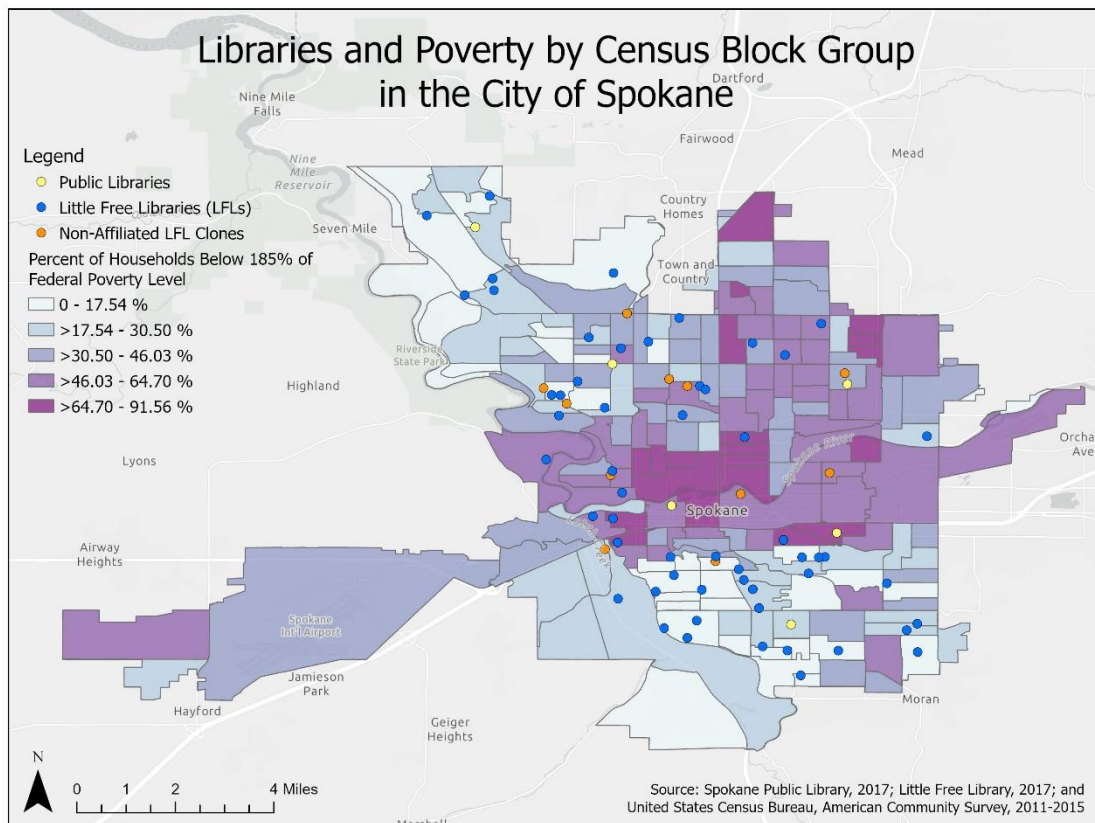 Libraries and Poverty by Census Block Group
in the City of Spokane
Dartford
Nine Mile
Falls
Fairwood
Mead
Legend
Nine
Mile
Reservoir
Public Libraries
Little Free Libraries (LFLs)
Non-Affiliated LFL Clones
Percent of Households Below 185% of
Federal Poverty Level
0 - 17.54 %
>17.54 - 30.50 %
>30.50 - 46.03 %
>46.03 - 64.70 %
>64.70 - 91.56 %
Country
Homes
Seven Mile
Town and
Country
Riverside
State Park
Highland
Lyons
Spokane River
Orcha
Ave
Spokane
Airway
Heights
Spokane
Int'l Airport
Jamieson
Park
Hayford
Geiger
Heights
Moran
N
0 2 4 Miles
Marshall
Source: Spokane Public Library, 2017; Little Free Library, 2017; and
United States Census Bureau, American Community Survey, 2011-2015